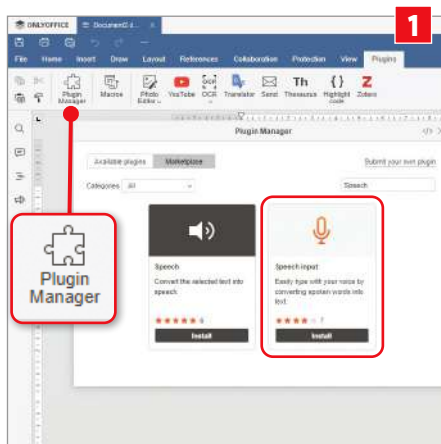 1
ONLYOFFICE Document2.d...
File Home Insert Draw Layout References Collaboration Protection View Plugins
Plugin Manager Macros Photo Editor YouTube OCR Translator Send Thesaurus Highlight code Zotero
Plugin Manager
Available plugins Marketplace Submit your own plugin
Categories All Speech
Speech
Convert the selected text into
speech.
6
Install
Speech input
Easily type with your voice by
converting spoken words into
text.
7
Install
Plugin
Manager